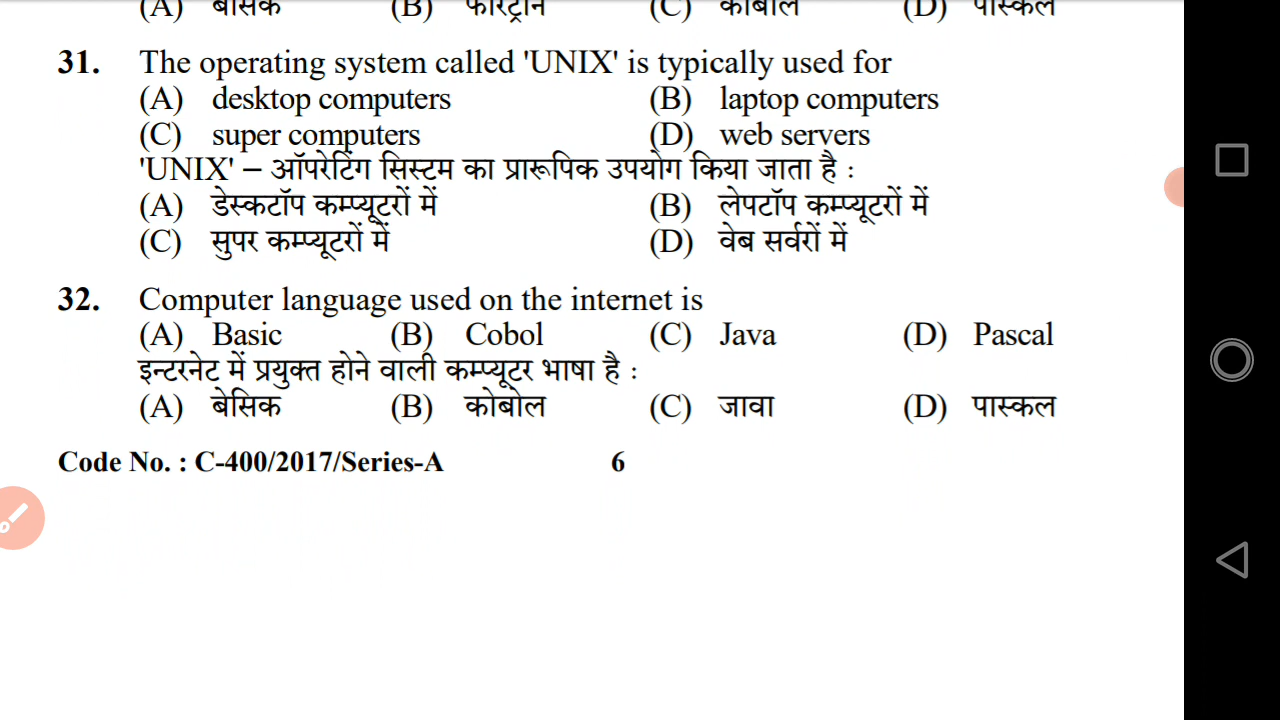 (A) बेसिक (B) फोरट्रान (C) कोबोल (D) पास्कल
31. The operating system called 'UNIX' is typically used for
(A) desktop computers (B) laptop computers
(C) super computers (D) web servers
'UNIX' – ऑपरेटिंग सिस्टम का प्रारूपिक उपयोग किया जाता है :
(A) डेस्कटॉप कम्प्यूटरों में (B) लेपटॉप कम्प्यूटरों में
(C) सुपर कम्प्यूटरों में (D) वेब सर्वरों में
32. Computer language used on the internet is
(A) Basic (B) Cobol (C) Java (D) Pascal
इन्टरनेट में प्रयुक्त होने वाली कम्प्यूटर भाषा है :
(A) बेसिक (B) कोबोल (C) जावा (D) पास्कल
Code No. : C-400/2017/Series-A 6